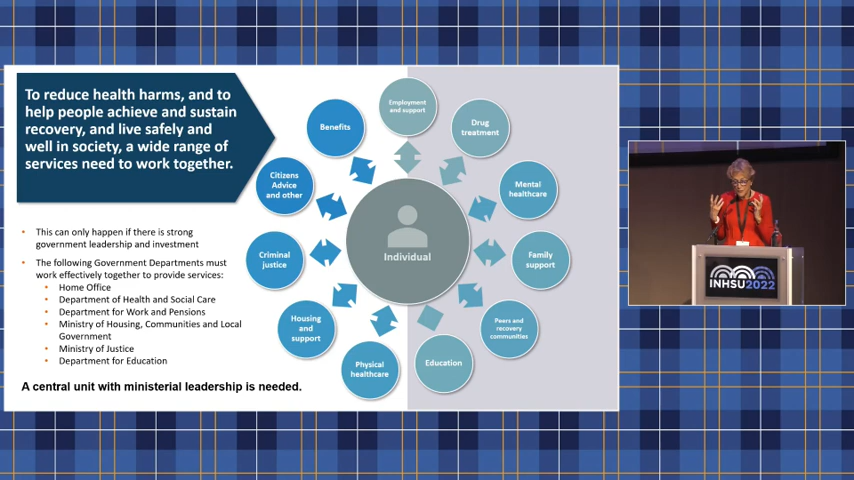 To reduce health harms, and to
help people achieve and sustain
recovery, and live safely and
well in society, a wide range of
services need to work together.
• This can only happen if there is strong
government leadership and investment
• The following Government Departments must
work effectively together to provide services:
• Home Office
• Department of Health and Social Care
• Department for Work and Pensions
• Ministry of Housing, Communities and Local
Government
• Ministry of Justice
• Department for Education
A central unit with ministerial leadership is needed.
Employment
and support
Drug
treatment
Mental
healthcare
Family
support
Peers and
recovery
communities
Education
Physical
healthcare
Housing
and
support
Criminal
justice
Citizens
Advice
and other
Benefits
Individual
INHSU2022